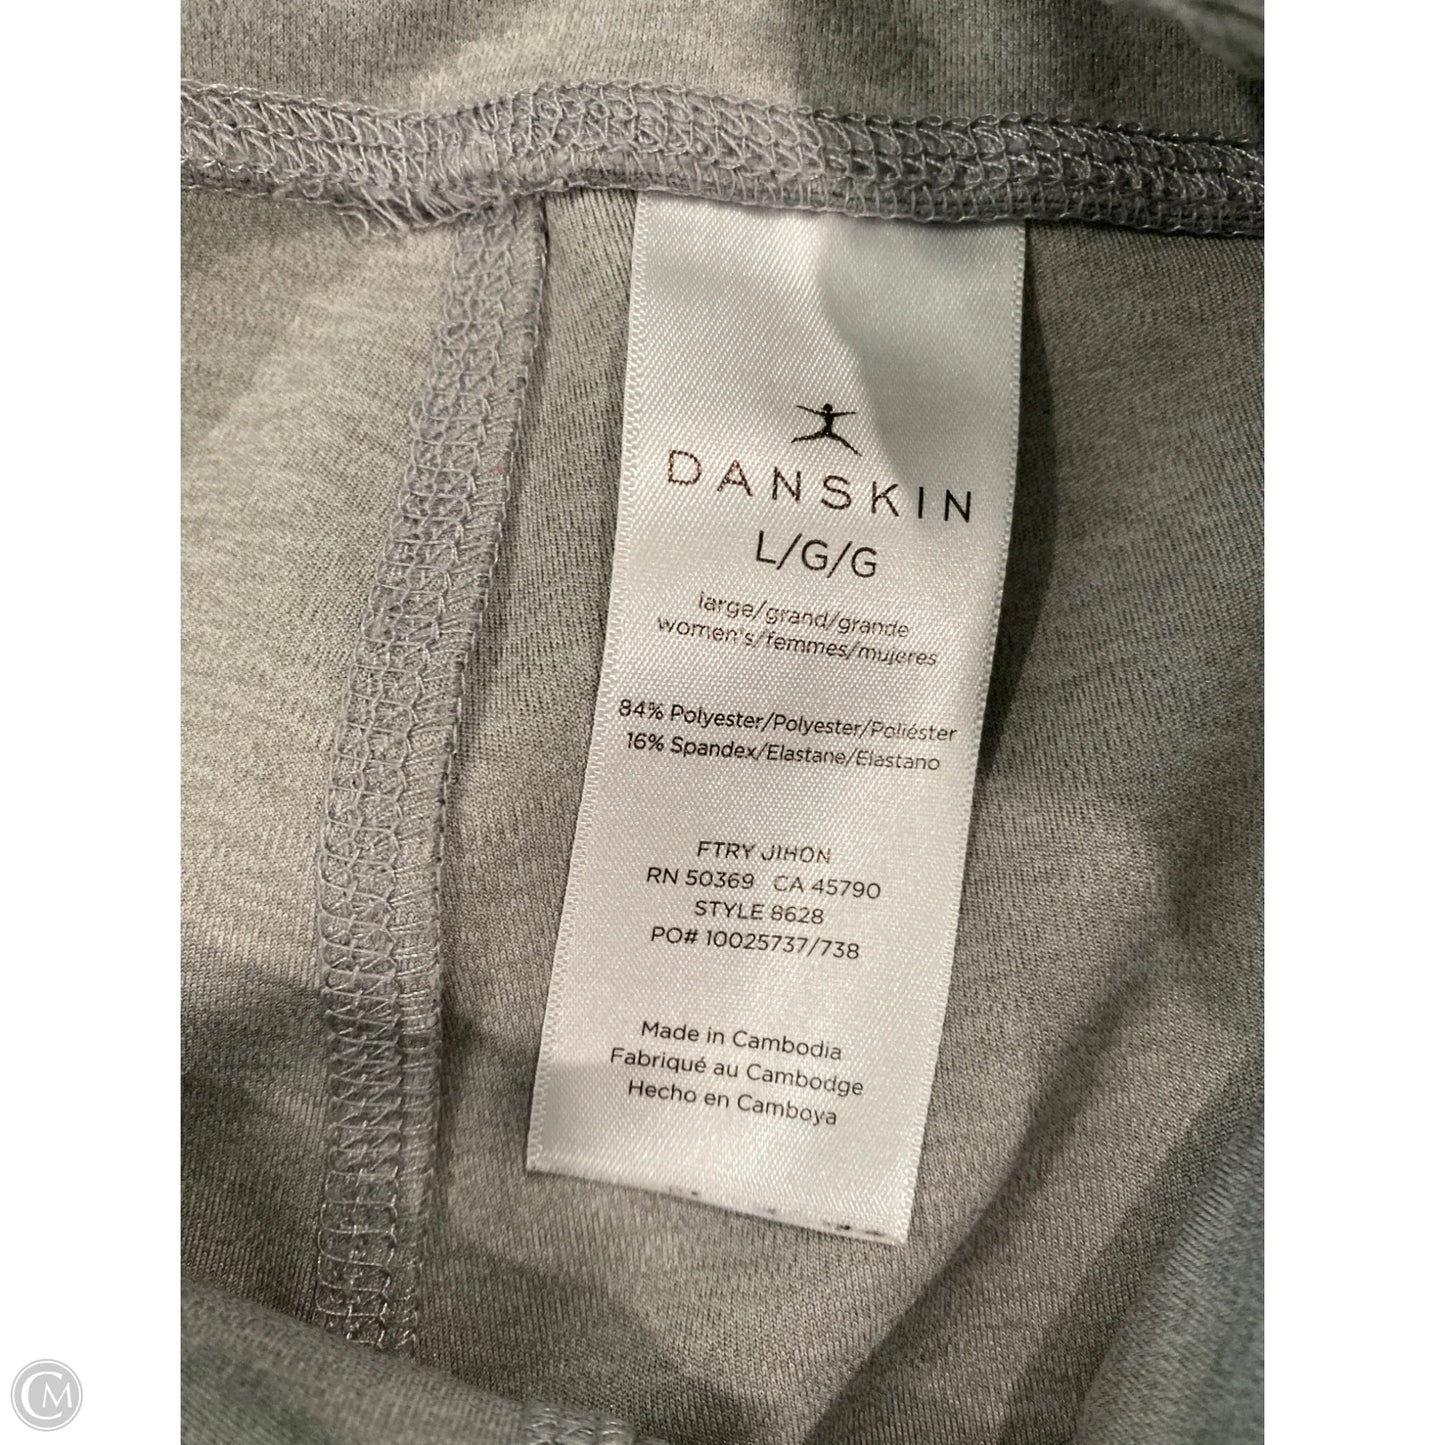 DANSKIN
L/G/G
large/grand/grande
women's/femmes/mujeres
84% Polyester/Polyester/Poliéster
16% Spandex/Elastane/Elastano
FTRY JIHON
RN 50369 CA 45790
STYLE 8628
PO# 10025737/738
Made in Cambodia
Fabriqué au Cambodge
Hecho en Camboya
CM